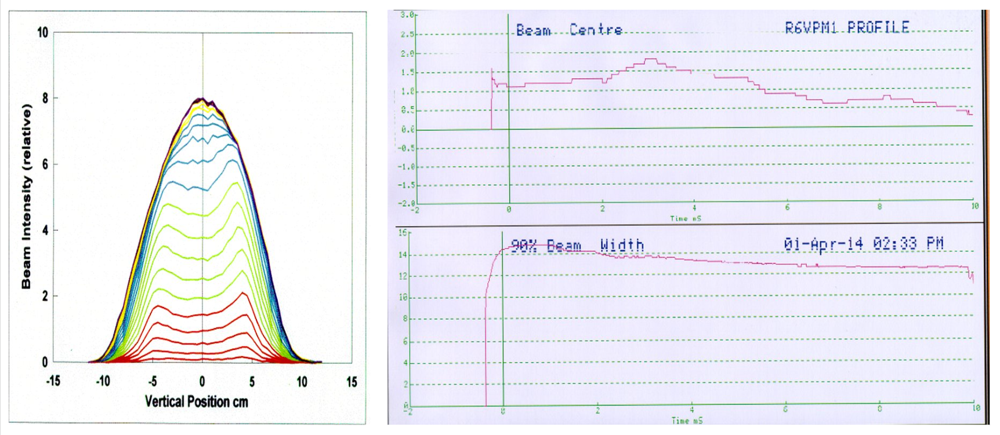 10
8
6
4
2
0
-15 -10 -5 0 5 10 15
Beam Intensity (relative)
Vertical Position cm
Beam Centre R6VPM1 PROFILE
3.0
2.5
2.0
1.5
1.0
0.5
0.0
-0.5
-1.0
-1.5
-2.0
-2 0 2 4 6 8 10
Time mS
90% Beam Width 01-Apr-14 02:33 PM
16
14
12
10
8
6
4
2
0
-2 0 2 4 6 8 10
Time mS